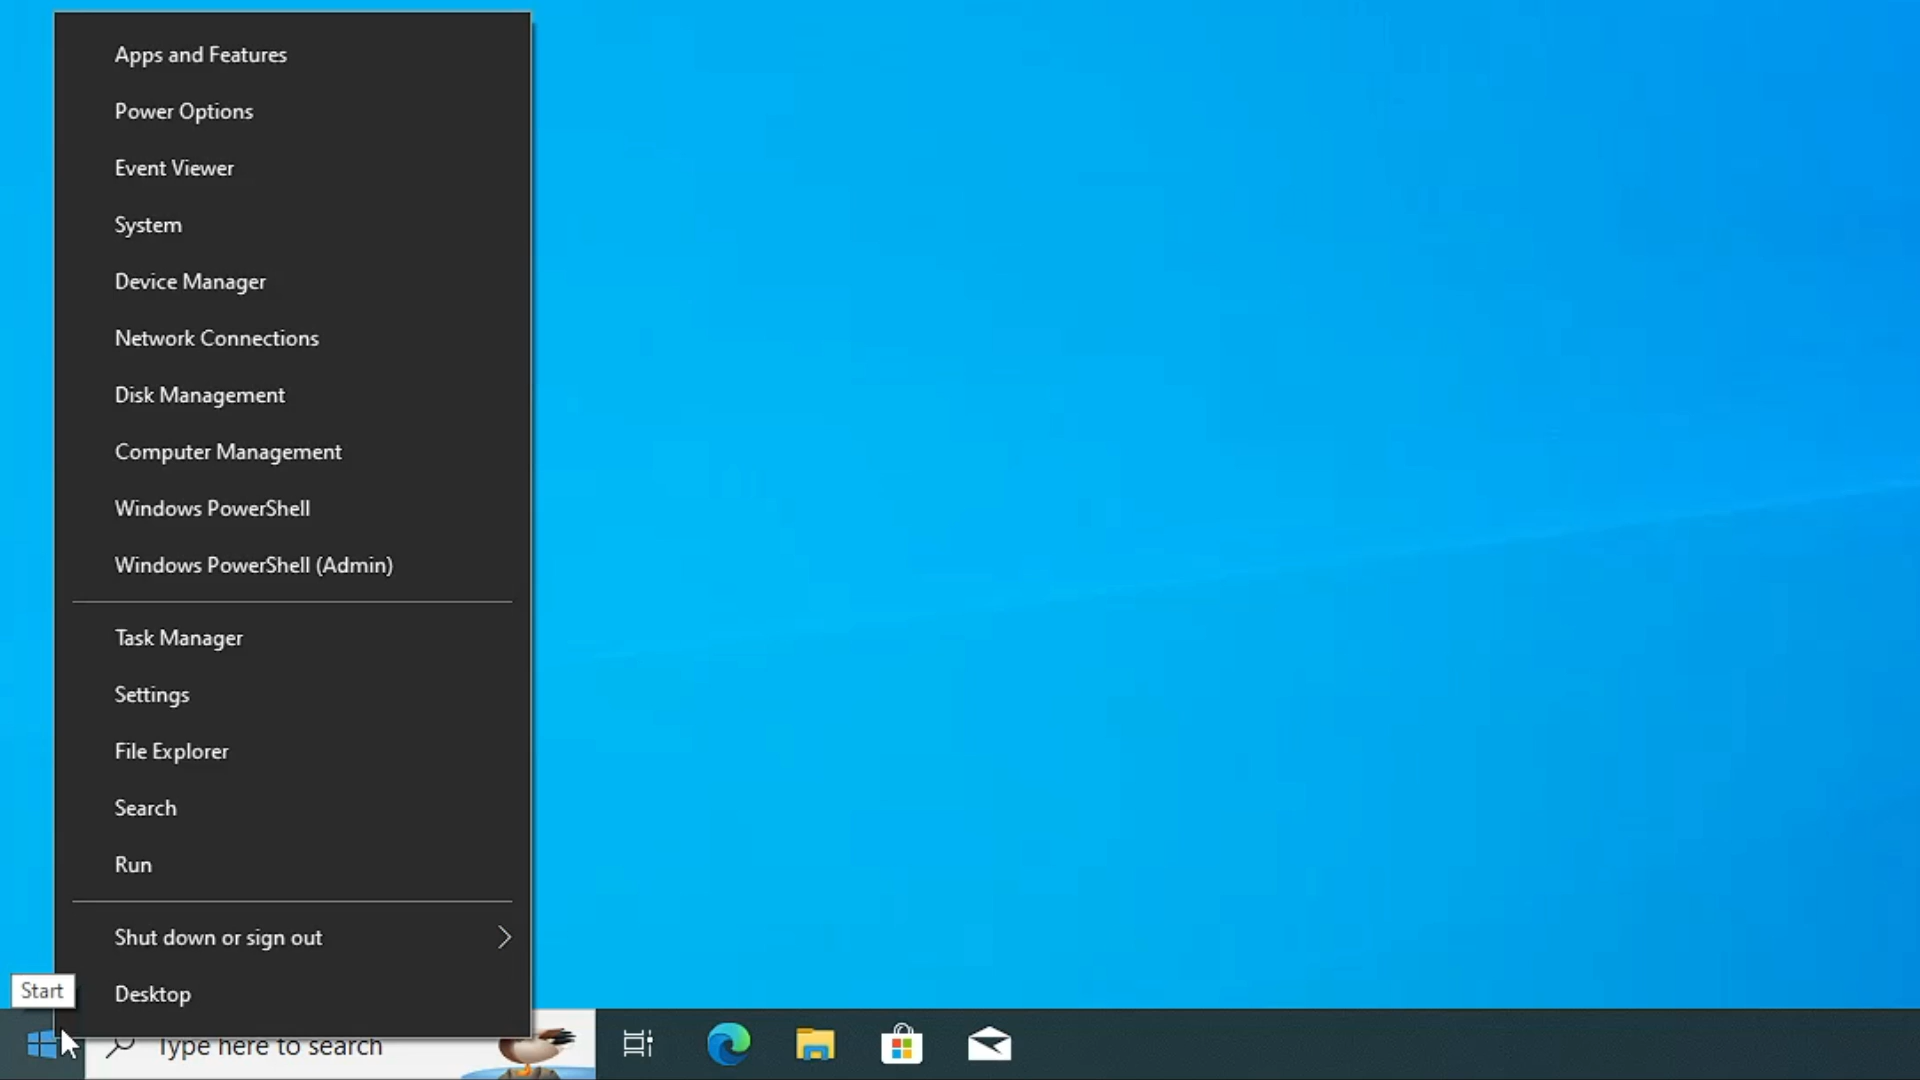 Apps and Features
Power Options
Event Viewer
System
Device Manager
Network Connections
Disk Management
Computer Management
Windows PowerShell
Windows PowerShell (Admin)
Task Manager
Settings
File Explorer
Search
Run
Shut down or sign out
Desktop
Start
Type here to search